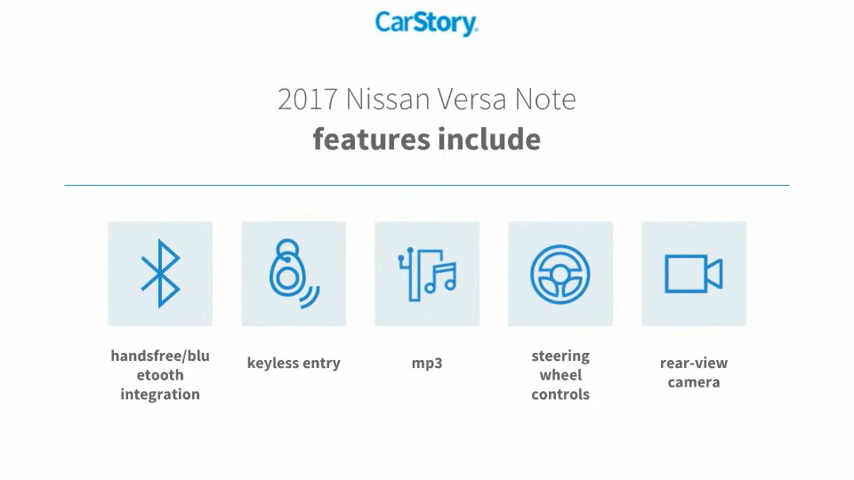 CarStory.
2017 Nissan Versa Note
features include
handsfree/blu
etooth
integration
keyless entry
mp3
steering
wheel
controls
rear-view
camera